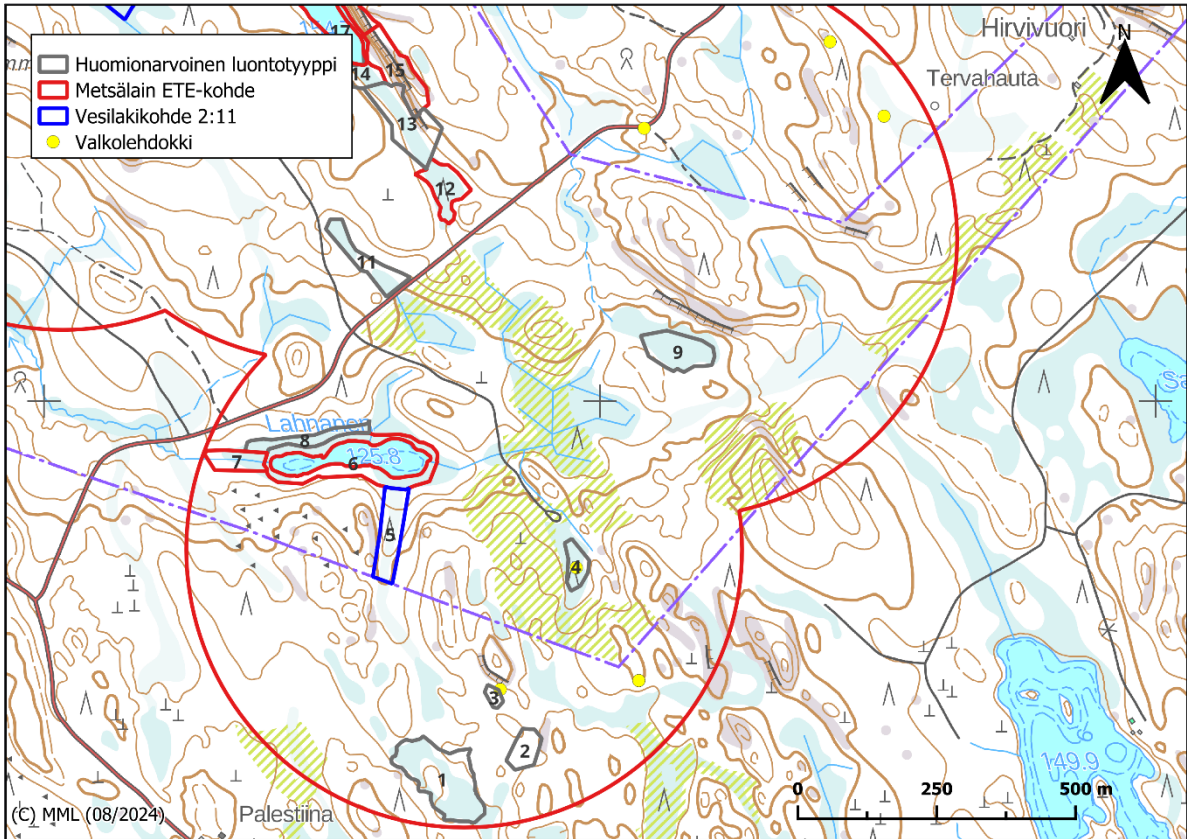 Huomionarvoinen luontotyyppi
Metsälain ETE-kohde
Vesilakikohde 2:11
Valkolehdokki
Hirvivuori
N
Tervahauta
17
14
15
13
12
11
9
Lahnanen
8
7
6
125.8
5
4
3
2
1
149.9
Palestiina
(C) MML (08/2024)
0
250
500 m